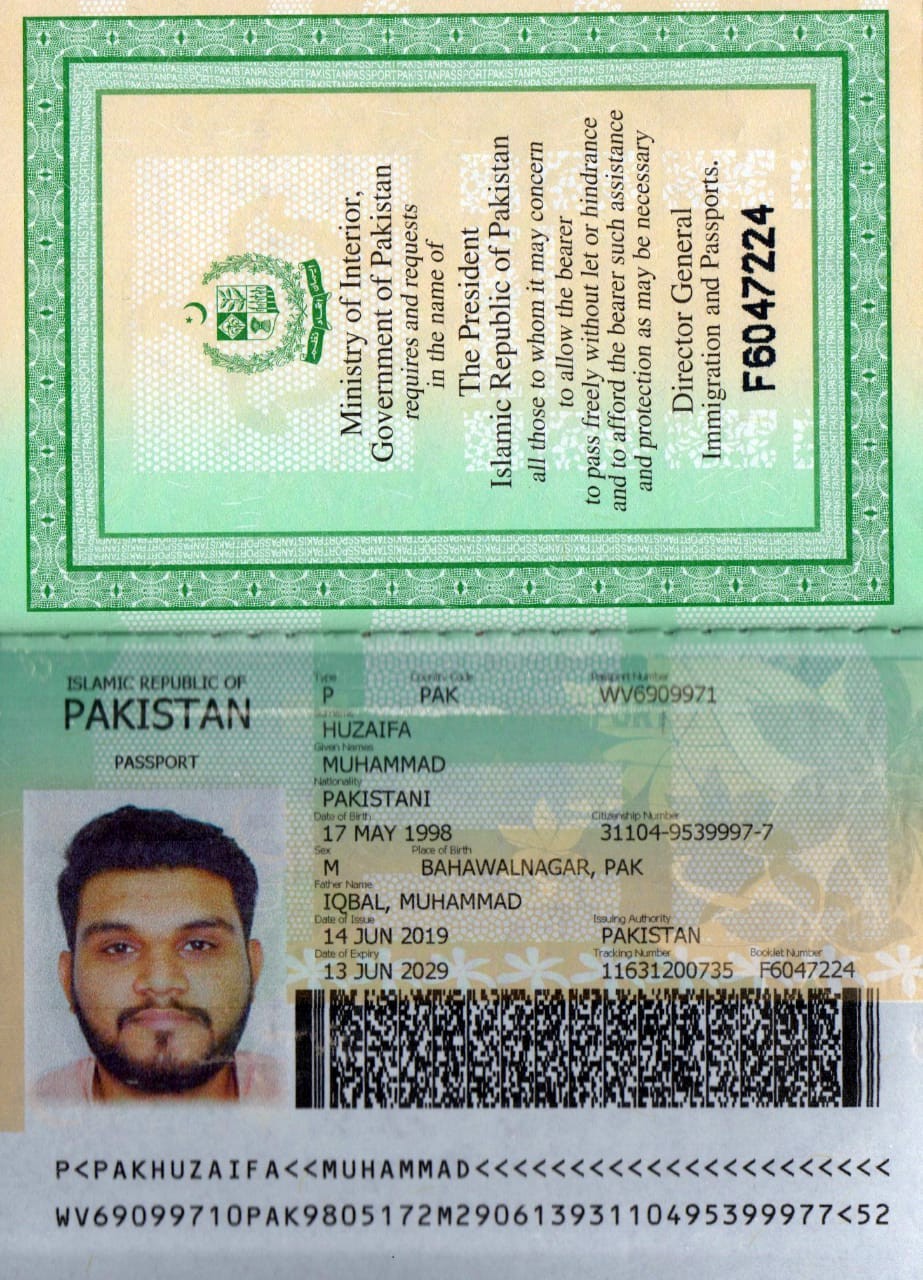 Ministry of Interior,
Government of Pakistan
requires and requests
in the name of
The President
Islamic Republic of Pakistan
all those to whom it may concern
to allow the bearer
to pass freely without let or hindrance
and to afford the bearer such assistance
and protection as may be necessary
Director General
Immigration and Passports.
F6047224
ISLAMIC REPUBLIC OF
PAKISTAN
PASSPORT
Type Country Code Passport Number
P PAK WV6909971
HUZAIFA
Given Names
MUHAMMAD
Nationality
PAKISTANI
Date of Birth Citizenship Number
17 MAY 1998 31104-9539997-7
Sex Place of Birth
M BAHAWALNAGAR, PAK
Father Name
IQBAL, MUHAMMAD
Date of Issue Issuing Authority
14 JUN 2019 PAKISTAN
Date of Expiry Tracking Number Booklet Number
13 JUN 2029 11631200735 F6047224
P<PAKHUZAIFA<<MUHAMMAD<<<<<<<<<<<<<<<<<<<<<<
WV69099710PAK9805172M29061393110495399977<52